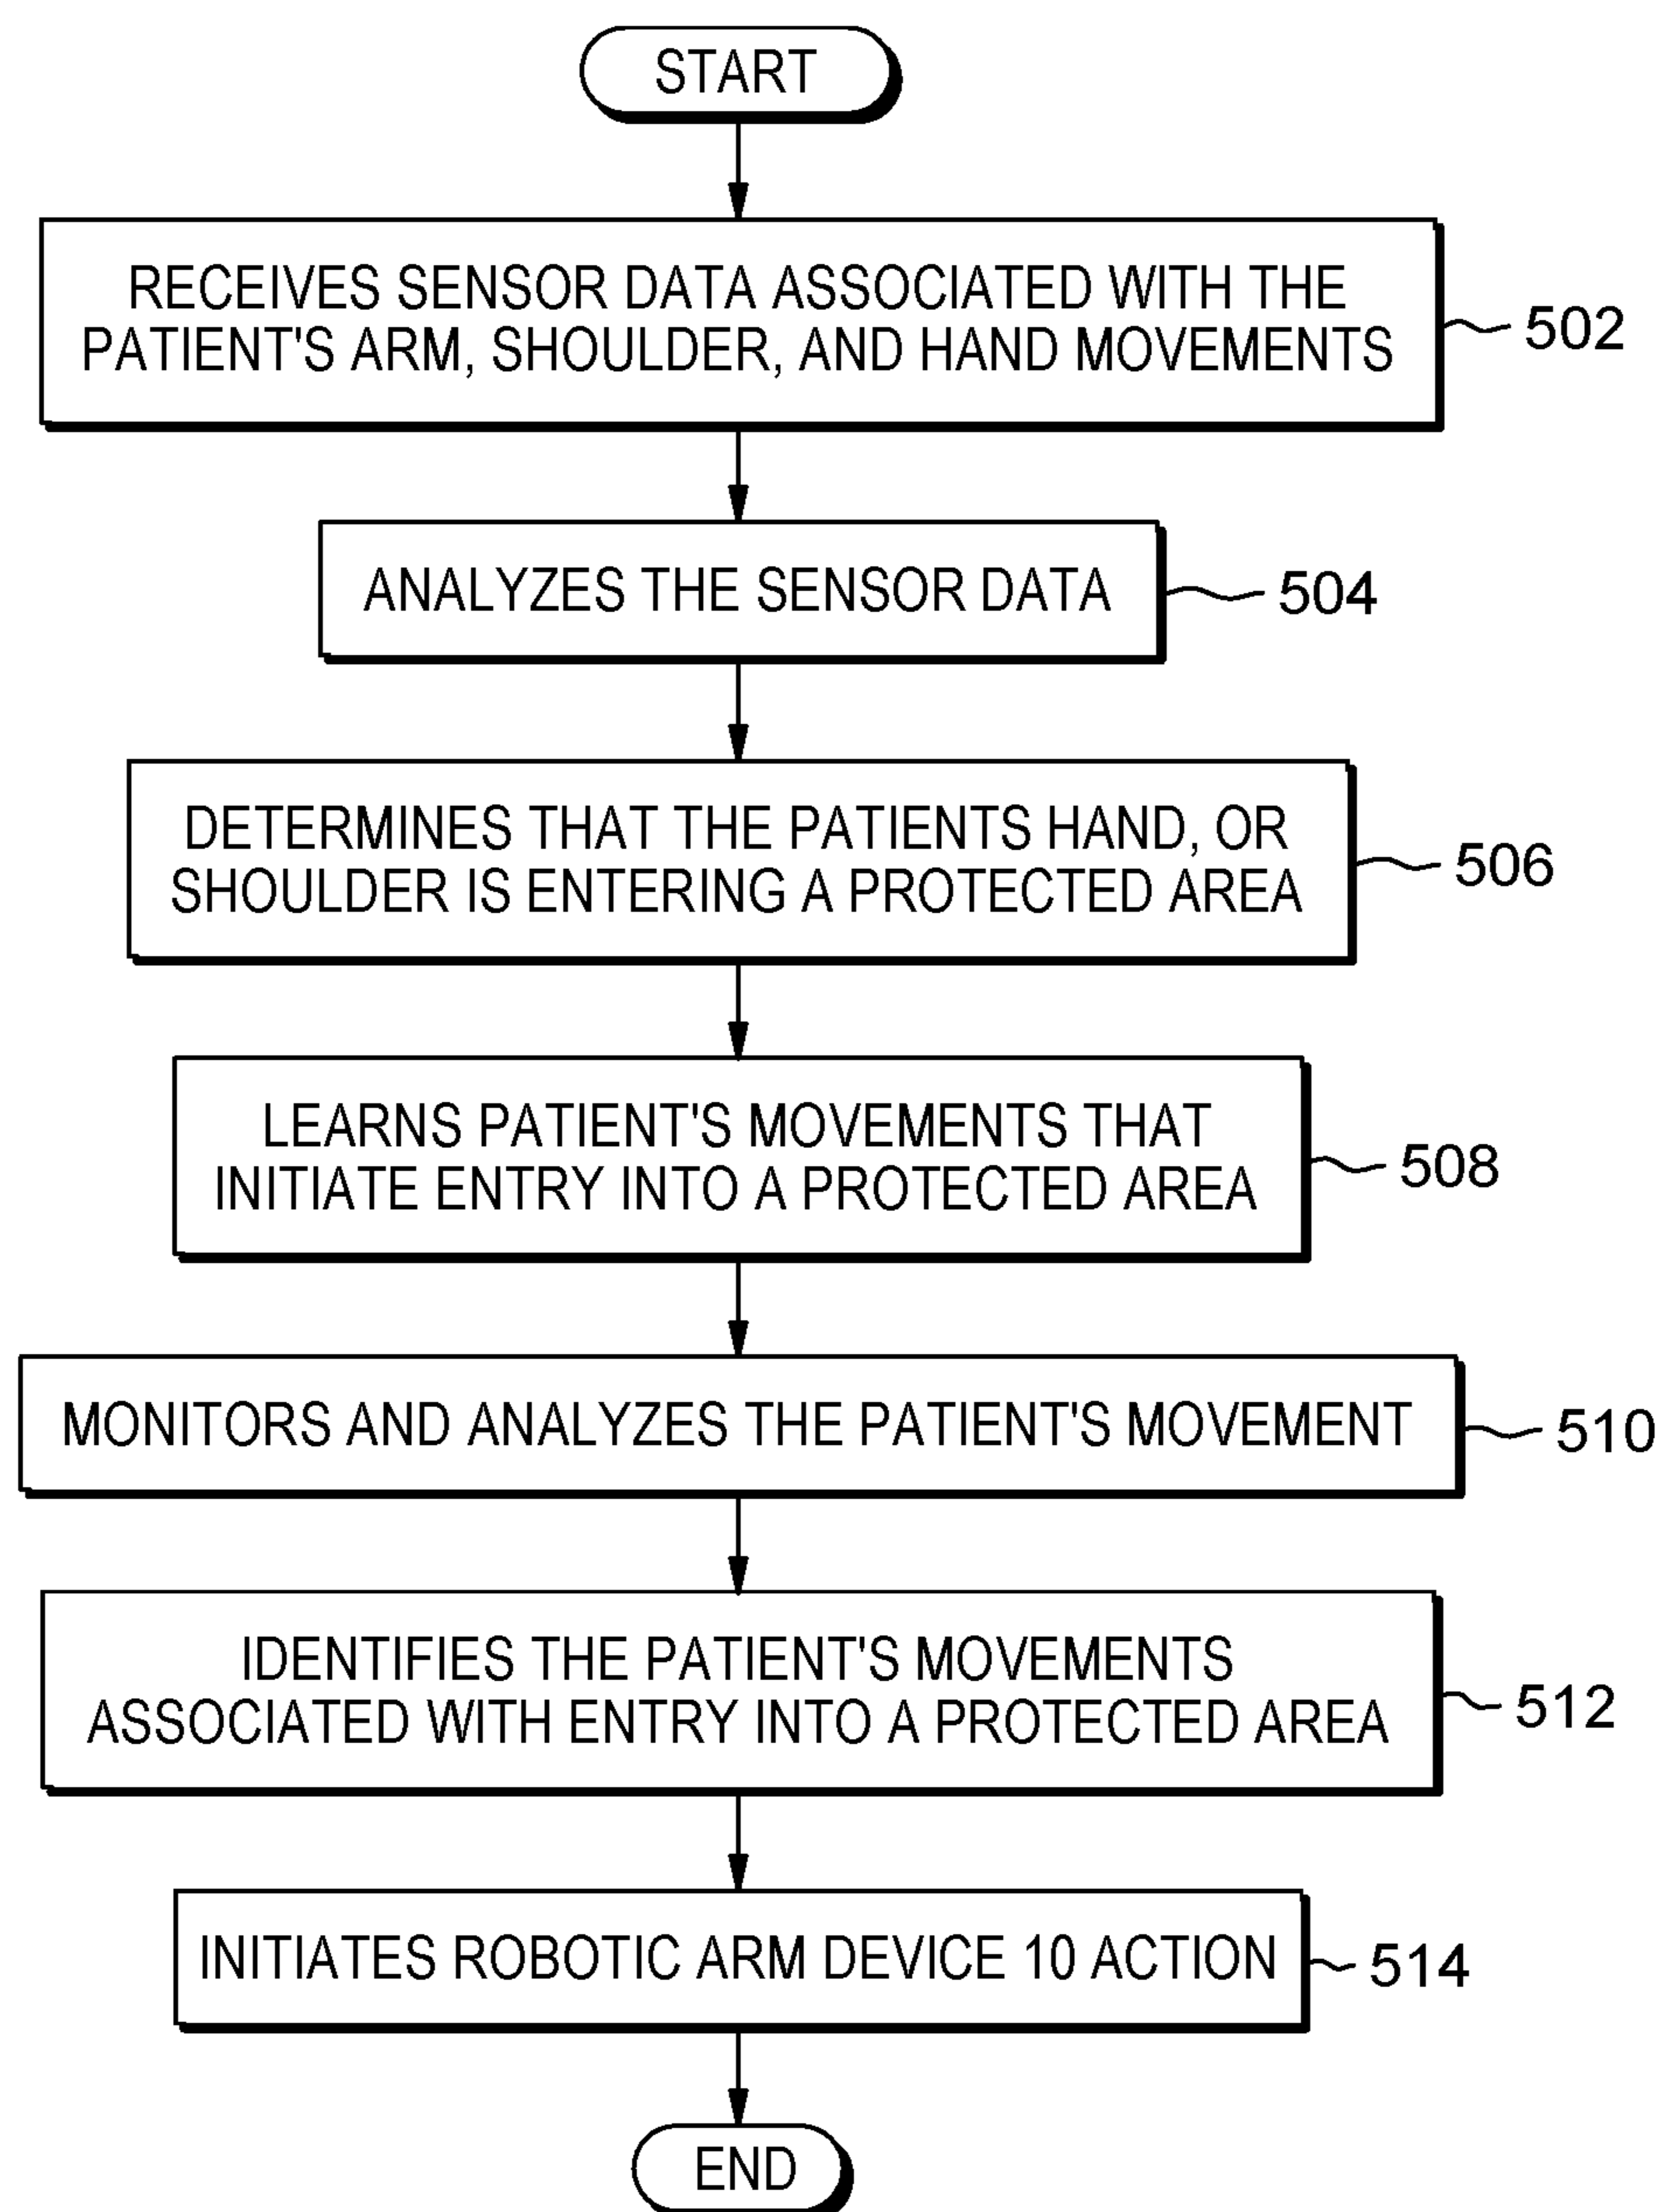 START
RECEIVES SENSOR DATA ASSOCIATED WITH THE
PATIENT'S ARM, SHOULDER, AND HAND MOVEMENTS
502
ANALYZES THE SENSOR DATA
504
DETERMINES THAT THE PATIENTS HAND, OR
SHOULDER IS ENTERING A PROTECTED AREA
506
LEARNS PATIENT'S MOVEMENTS THAT
INITIATE ENTRY INTO A PROTECTED AREA
508
MONITORS AND ANALYZES THE PATIENT'S MOVEMENT
510
IDENTIFIES THE PATIENT'S MOVEMENTS
ASSOCIATED WITH ENTRY INTO A PROTECTED AREA
512
INITIATES ROBOTIC ARM DEVICE 10 ACTION
514
END